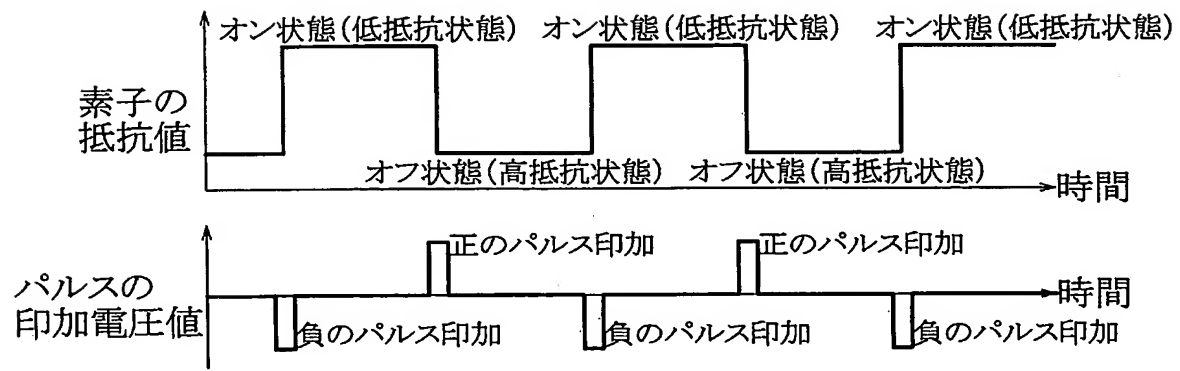 オン状態(低抵抗状態)
オン状態(低抵抗状態)
オン状態(低抵抗状態)
素子の
抵抗値
オフ状態(高抵抗状態)
オフ状態(高抵抗状態)
時間
正のパルス印加
正のパルス印加
パルスの
印加電圧値
時間
負のパルス印加
負のパルス印加
負のパルス印加